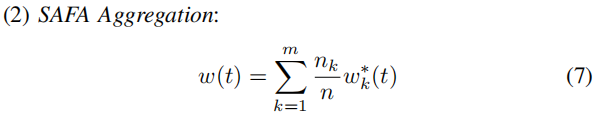 (2) SAFA Aggregation:
w(t) = \sum_{k=1}^{m} \frac{n_k}{n} w_k^*(t) (7)